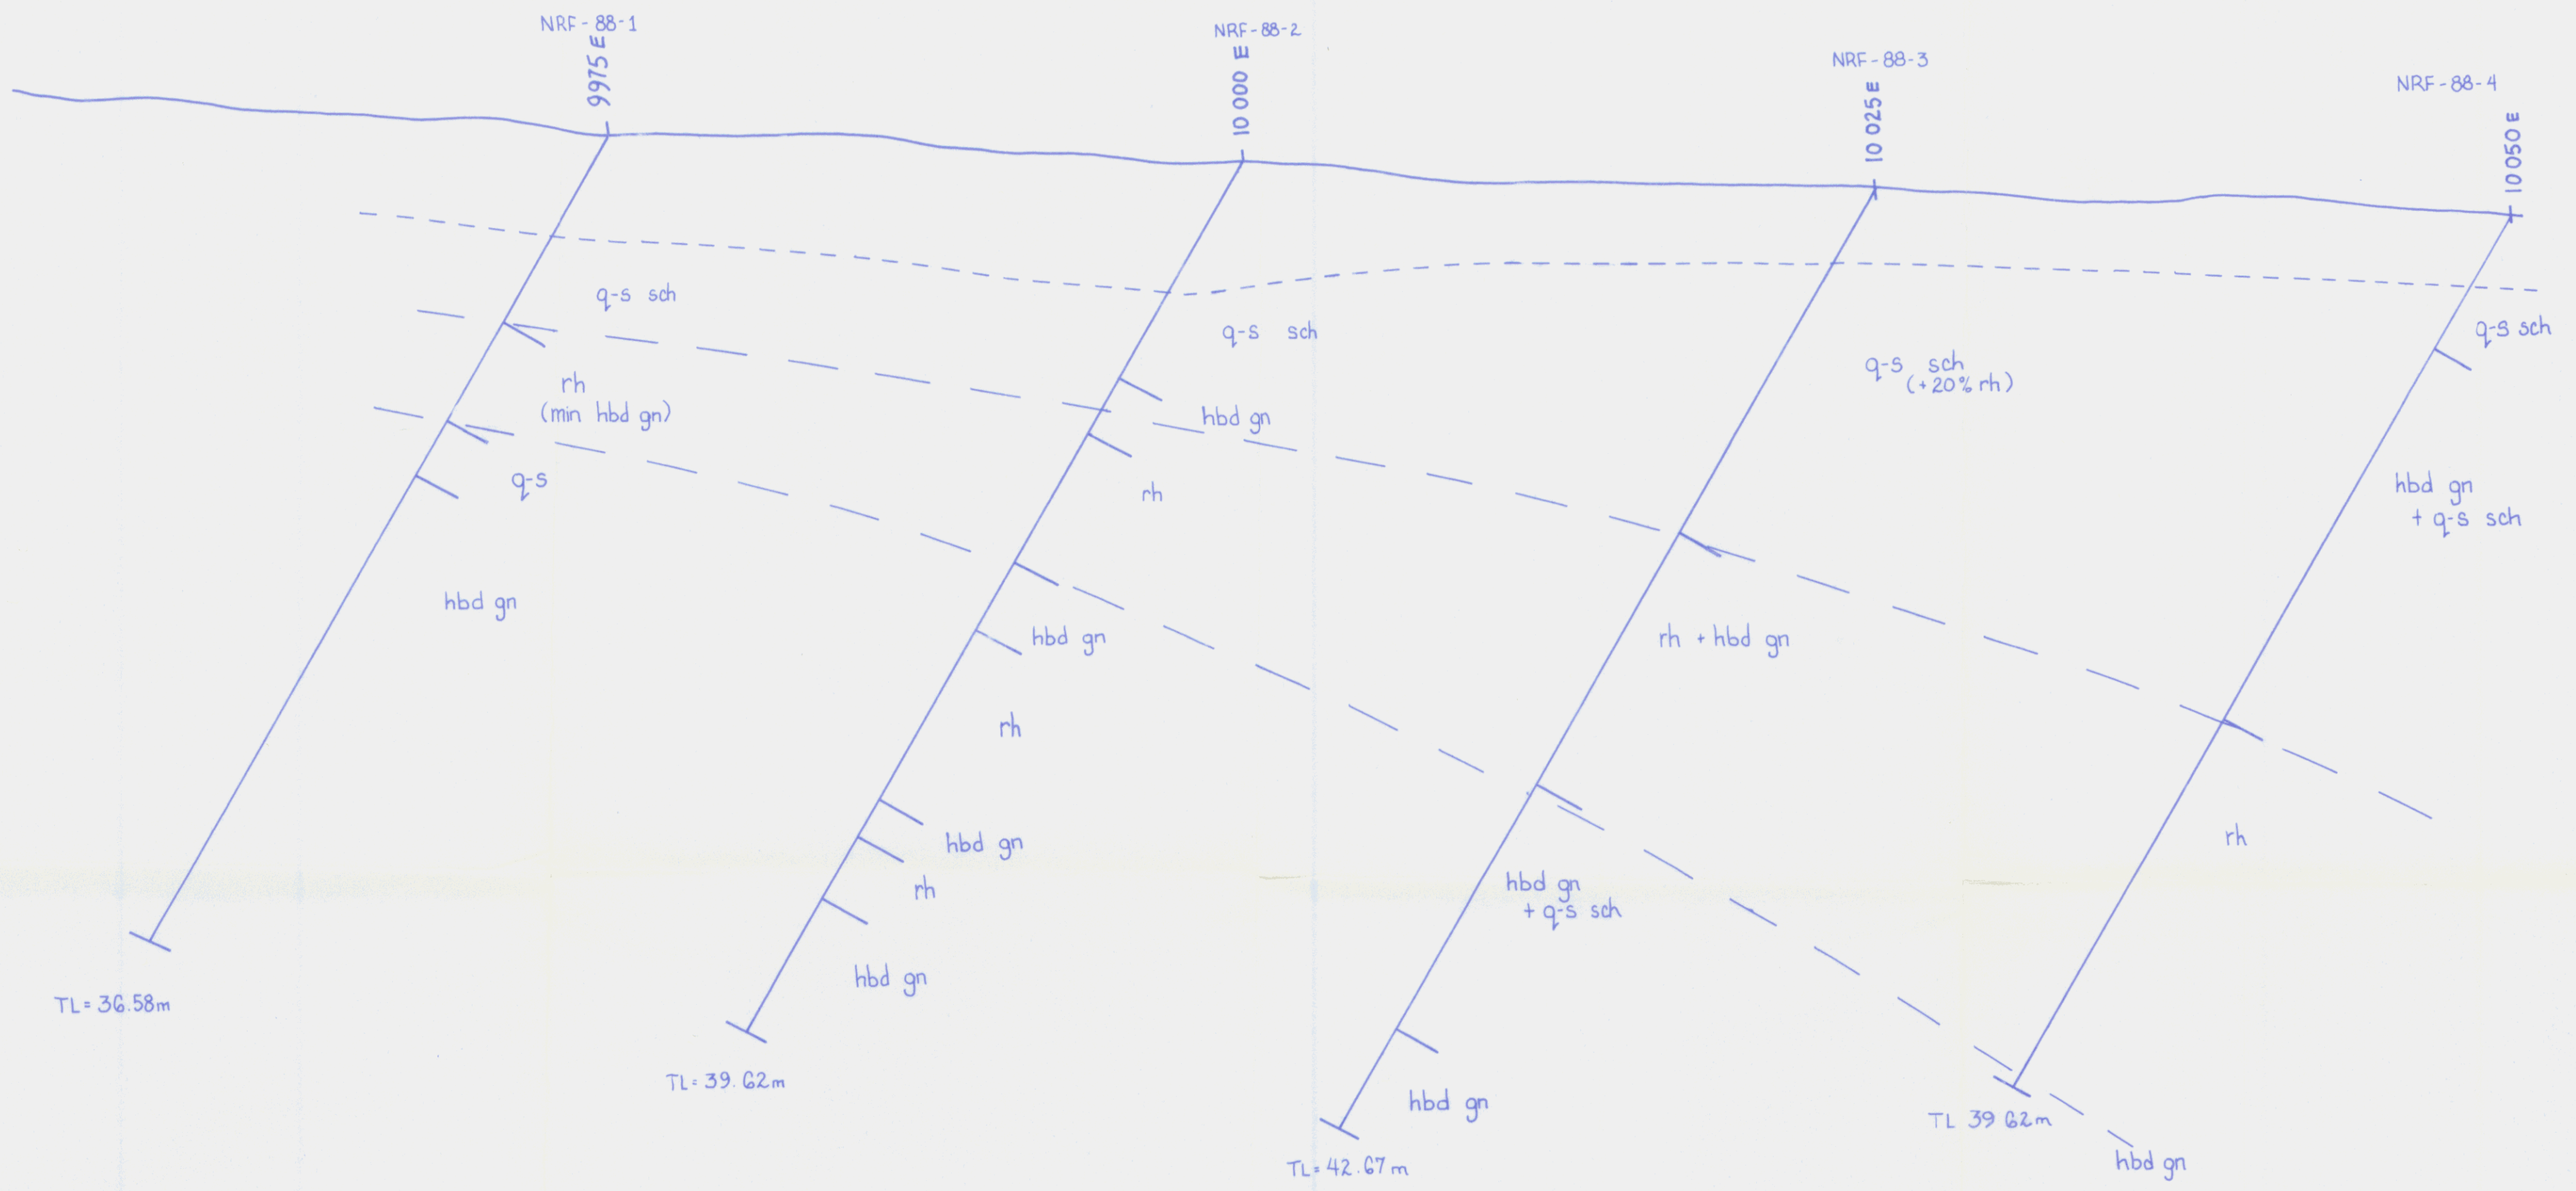 NRF-88-1
9975 E
NRF-88-2
10 000 E
NRF-88-3
10 025 E
NRF-88-4
10 050 E
q-s sch
rh
(min hbd gn)
q-s
hbd gn
TL= 36.58m
q-s sch
hbd gn
rh
hbd gn
rh
hbd gn
rh
hbd gn
TL= 39.62m
q-s sch
(+20% rh)
rh + hbd gn
hbd gn
+ q-s sch
hbd gn
TL= 42.67m
q-s sch
hbd gn
+ q-s sch
rh
TL 39 62m
hbd gn